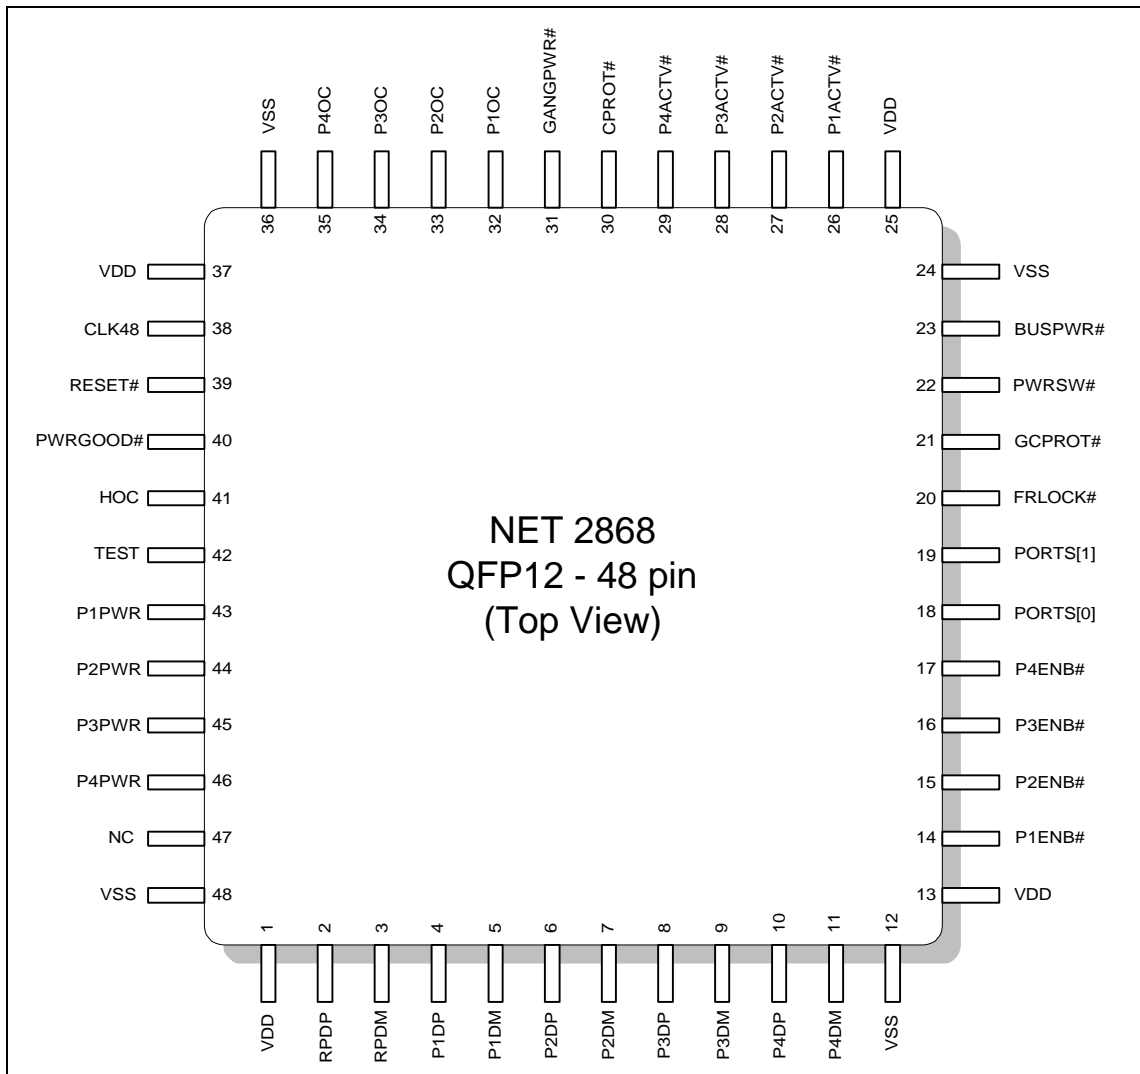 VSS
P4OC
P3OC
P2OC
P1OC
GANGPWR#
CPROT#
P4ACTV#
P3ACTV#
P2ACTV#
P1ACTV#
VDD
36
35
34
33
32
31
30
29
28
27
26
25
VDD 37
CLK48 38
RESET# 39
PWRGOOD# 40
HOC 41
TEST 42
P1PWR 43
P2PWR 44
P3PWR 45
P4PWR 46
NC 47
VSS 48
NET 2868
QFP12 - 48 pin
(Top View)
24 VSS
23 BUSPWR#
22 PWRSW#
21 GCPROT#
20 FRLOCK#
19 PORTS[1]
18 PORTS[0]
17 P4ENB#
16 P3ENB#
15 P2ENB#
14 P1ENB#
13 VDD
1
2
3
4
5
6
7
8
9
10
11
12
VDD
RPDP
RPDM
P1DP
P1DM
P2DP
P2DM
P3DP
P3DM
P4DP
P4DM
VSS